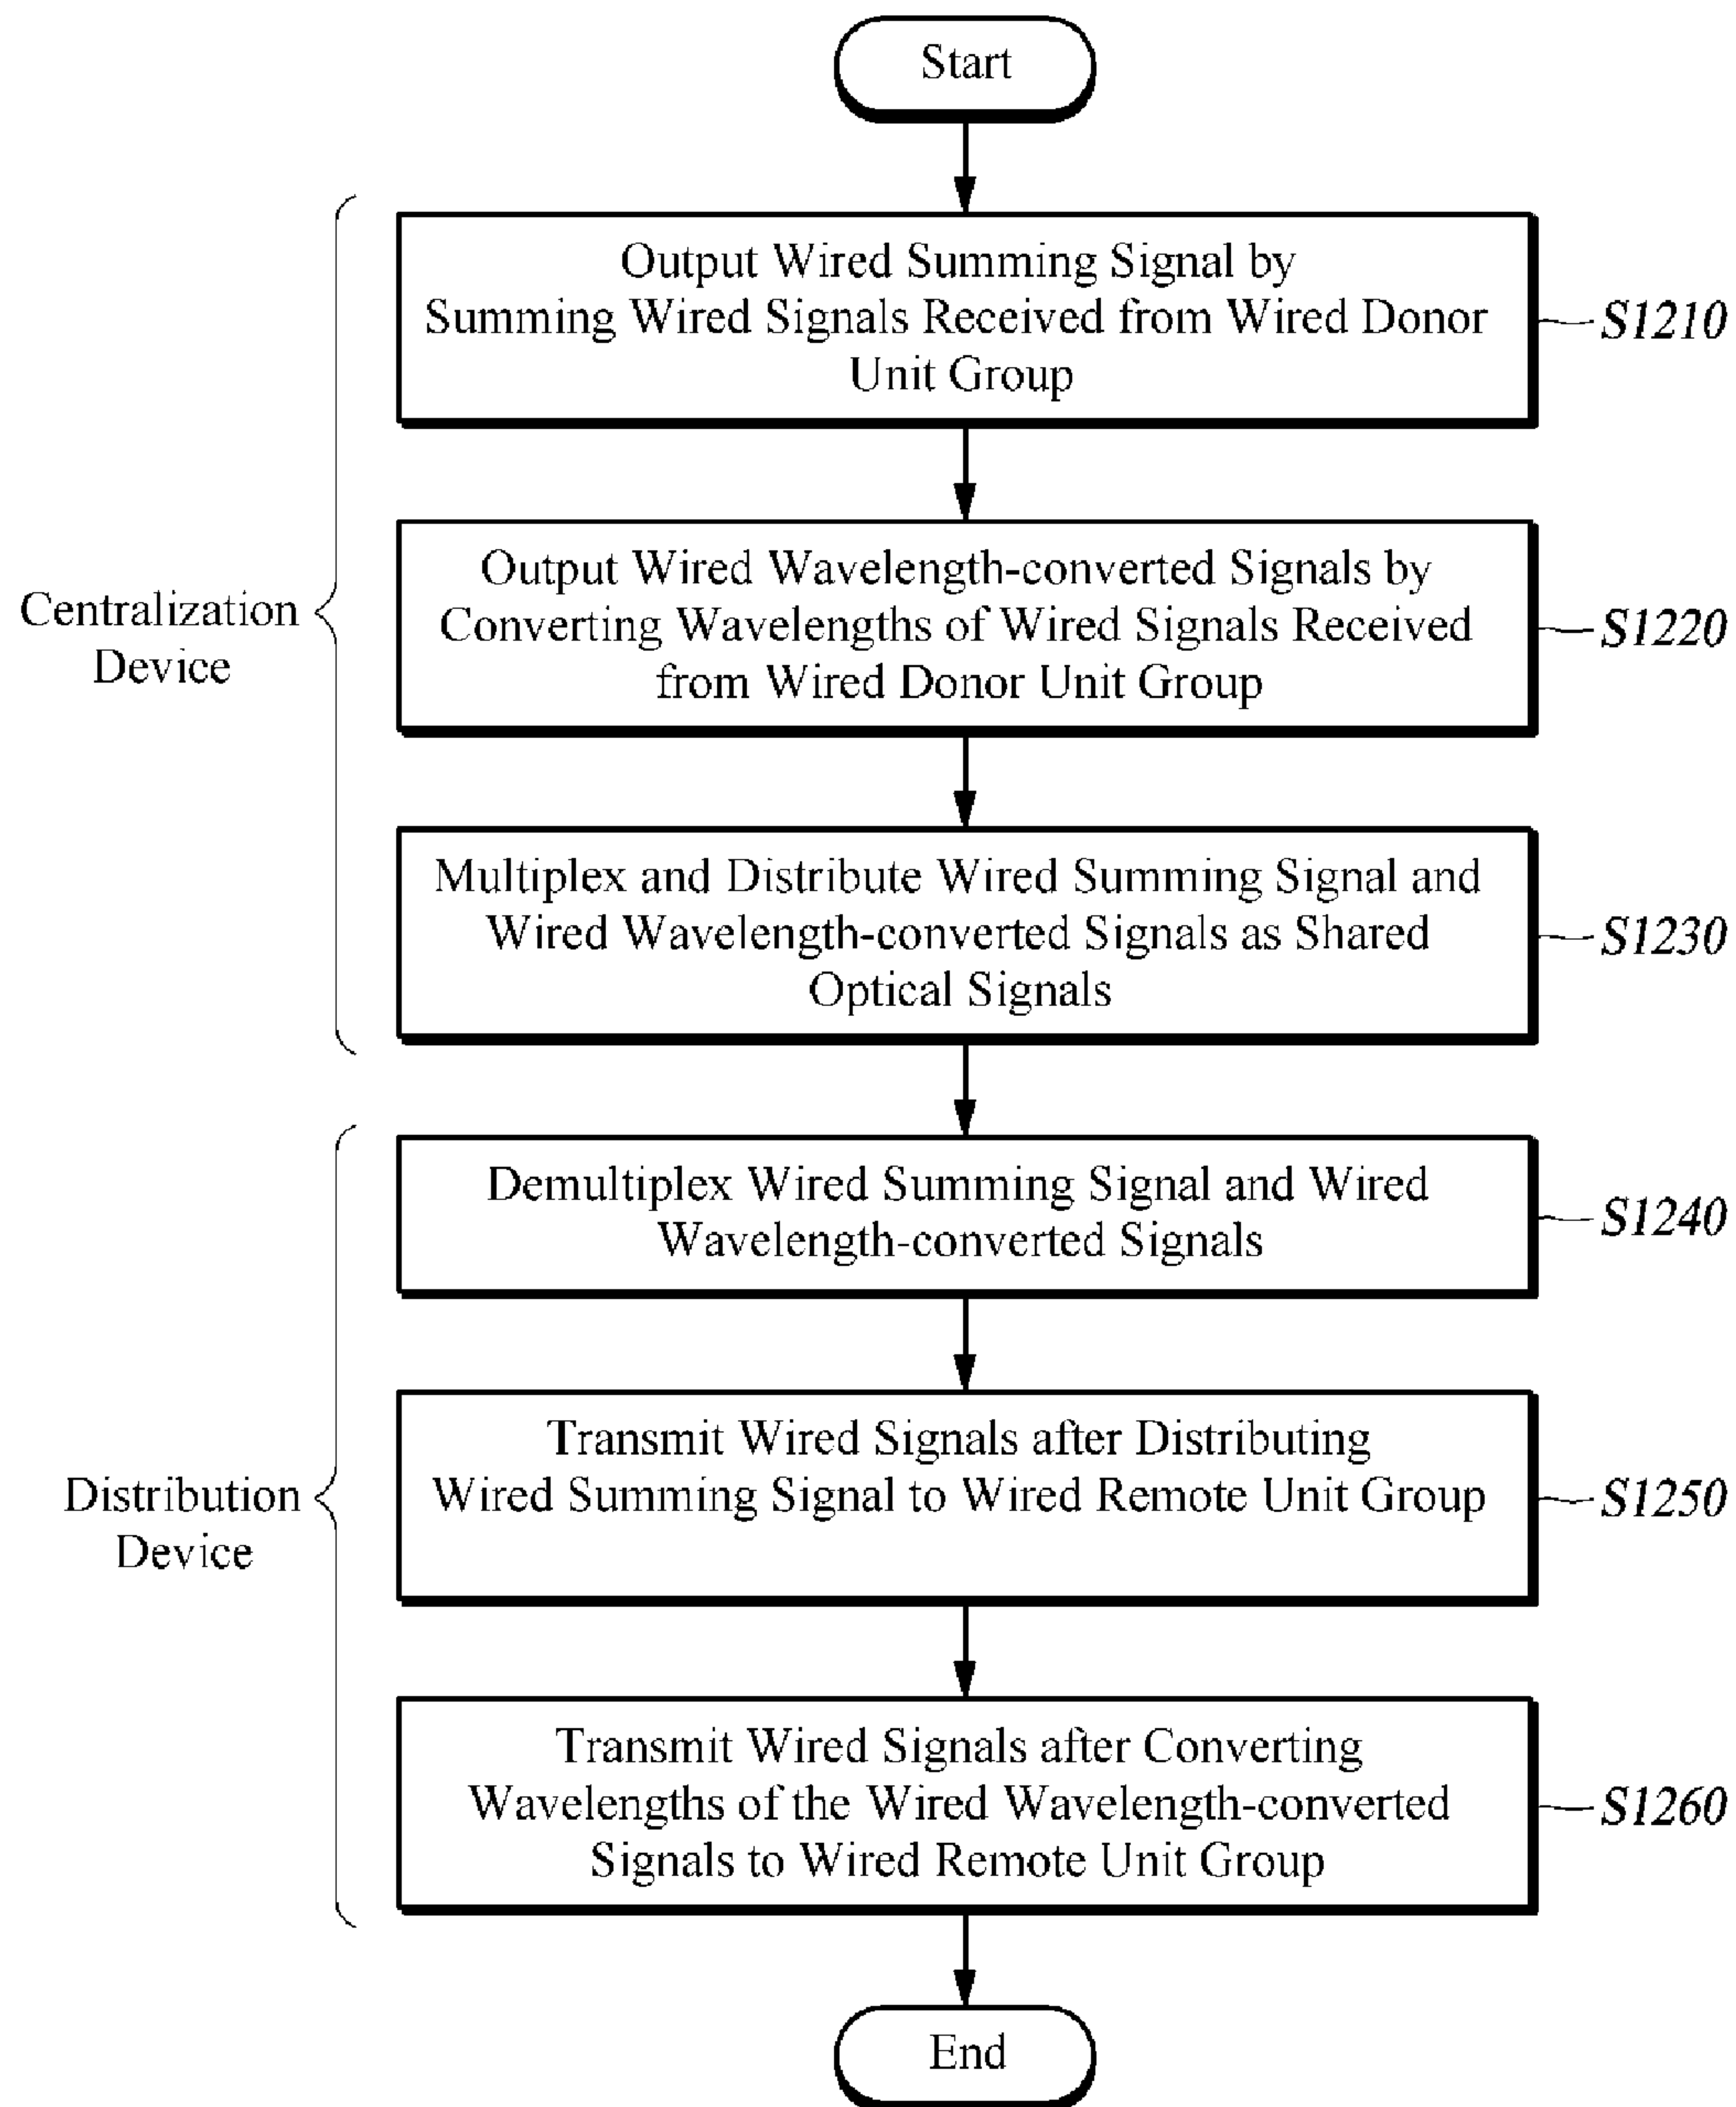 Start
Output Wired Summing Signal by
Summing Wired Signals Received from Wired Donor
Unit Group
S1210
Output Wired Wavelength-converted Signals by
Converting Wavelengths of Wired Signals Received
from Wired Donor Unit Group
S1220
Centralization
Device
Multiplex and Distribute Wired Summing Signal and
Wired Wavelength-converted Signals as Shared
Optical Signals
S1230
Demultiplex Wired Summing Signal and Wired
Wavelength-converted Signals
S1240
Transmit Wired Signals after Distributing
Wired Summing Signal to Wired Remote Unit Group
S1250
Distribution
Device
Transmit Wired Signals after Converting
Wavelengths of the Wired Wavelength-converted
Signals to Wired Remote Unit Group
S1260
End